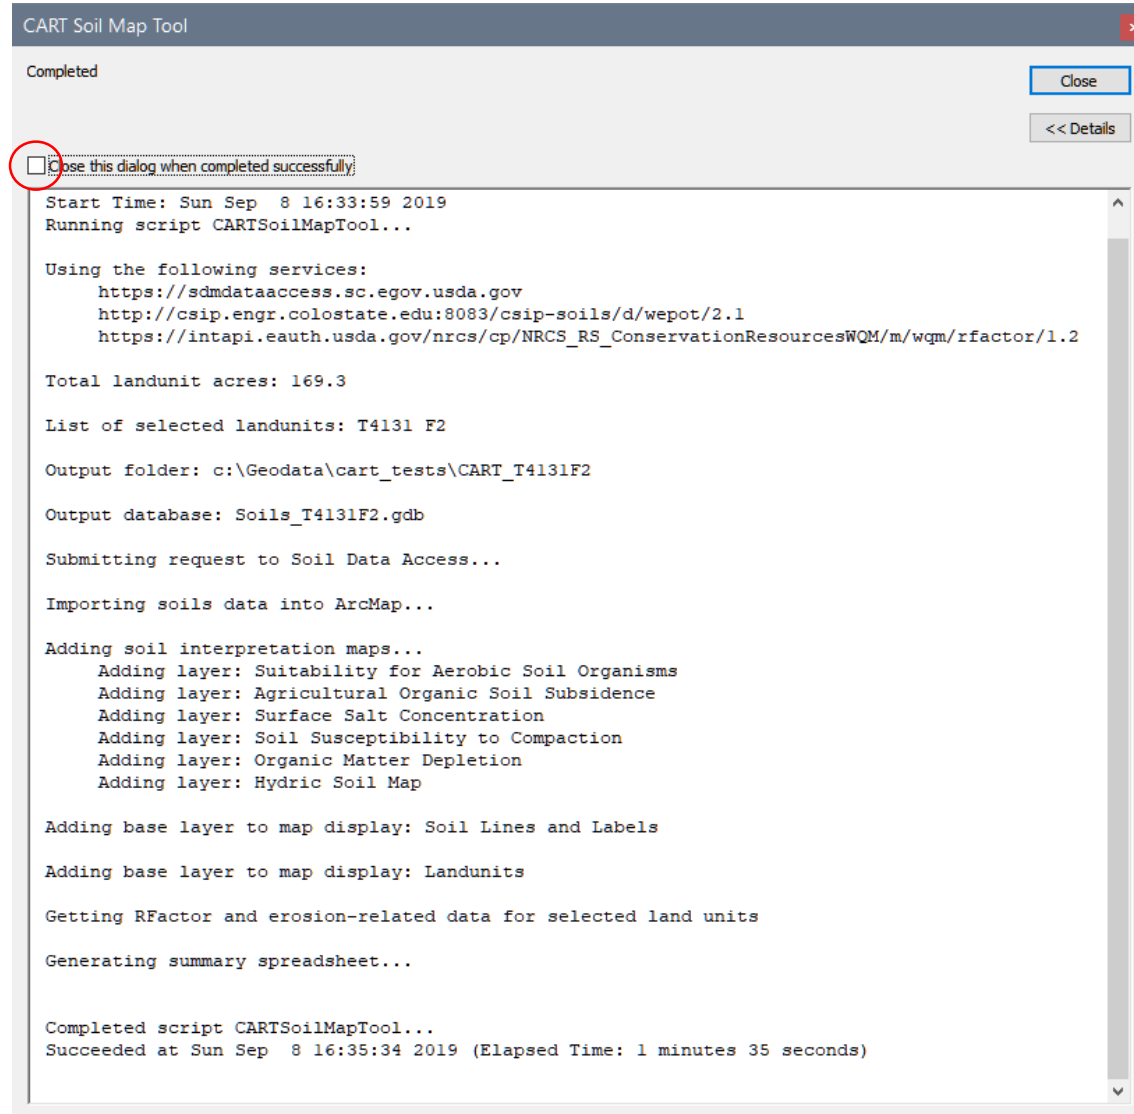 CART Soil Map Tool
x
Completed
Close
<< Details
Close this dialog when completed successfully
Start Time: Sun Sep  8 16:33:59 2019
Running script CARTSoilMapTool...
Using the following services:
https://sdmdataaccess.sc.egov.usda.gov
http://csip.engr.colostate.edu:8083/csip-soils/d/wepot/2.1
https://intapi.eauth.usda.gov/nrcs/cp/NRCS_RS_ConservationResourcesWQM/m/wqm/rfactor/1.2
Total landunit acres: 169.3
List of selected landunits: T4131 F2
Output folder: c:\Geodata\cart_tests\CART_T4131F2
Output database: Soils_T4131F2.gdb
Submitting request to Soil Data Access...
Importing soils data into ArcMap...
Adding soil interpretation maps...
Adding layer: Suitability for Aerobic Soil Organisms
Adding layer: Agricultural Organic Soil Subsidence
Adding layer: Surface Salt Concentration
Adding layer: Soil Susceptibility to Compaction
Adding layer: Organic Matter Depletion
Adding layer: Hydric Soil Map
Adding base layer to map display: Soil Lines and Labels
Adding base layer to map display: Landunits
Getting RFactor and erosion-related data for selected land units
Generating summary spreadsheet...
Completed script CARTSoilMapTool...
Succeeded at Sun Sep  8 16:35:34 2019 (Elapsed Time: 1 minutes 35 seconds)